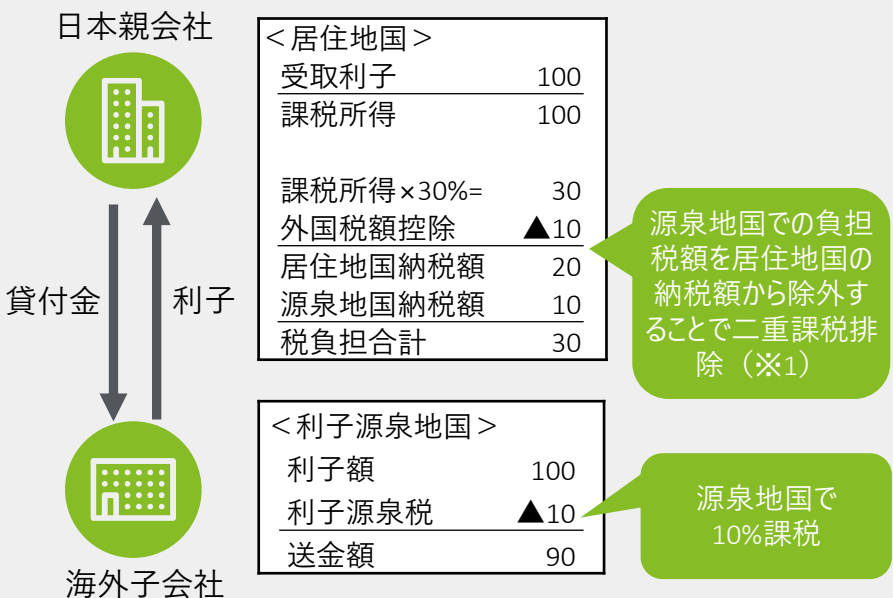 日本親会社
＜居住地国＞
受取利子 100
課税所得 100
課税所得×30%= 30
外国税額控除 ▲10
居住地国納税額 20
源泉地国納税額 10
税負担合計 30
源泉地国での負担
税額を居住地国の
納税額から除外す
ることで二重課税排
除（※1）
貸付金
利子
＜利子源泉地国＞
利子額 100
利子源泉税 ▲10
送金額 90
源泉地国で
10%課税
海外子会社